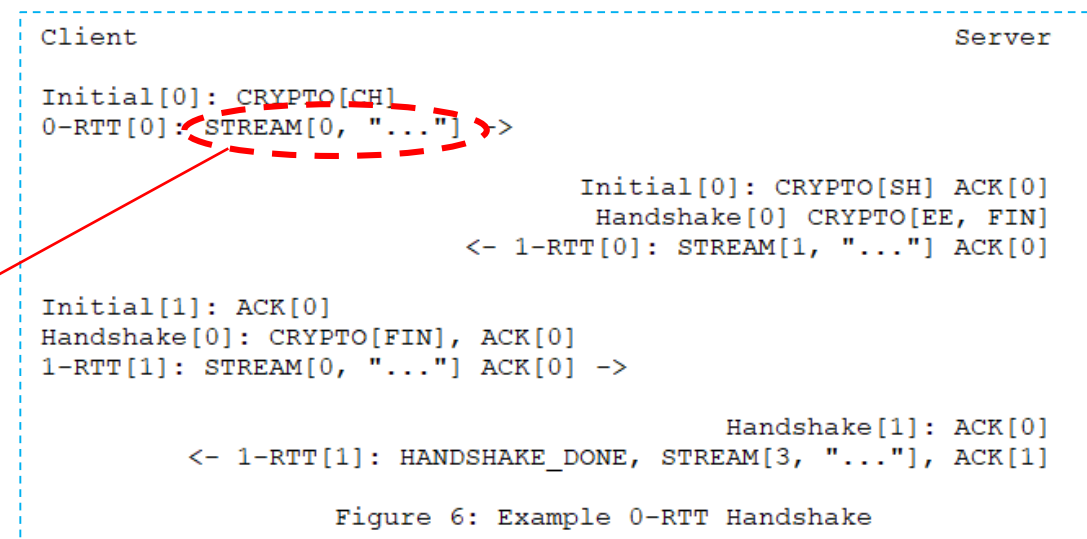 Client Server
Initial[0]: CRYPTO[CH]
0-RTT[0]: STREAM[0, "..."] ->
Initial[0]: CRYPTO[SH] ACK[0]
Handshake[0] CRYPTO[EE, FIN]
<- 1-RTT[0]: STREAM[1, "..."] ACK[0]
Initial[1]: ACK[0]
Handshake[0]: CRYPTO[FIN], ACK[0]
1-RTT[1]: STREAM[0, "..."] ACK[0] ->
Handshake[1]: ACK[0]
<- 1-RTT[1]: HANDSHAKE_DONE, STREAM[3, "..."], ACK[1]
Figure 6: Example 0-RTT Handshake